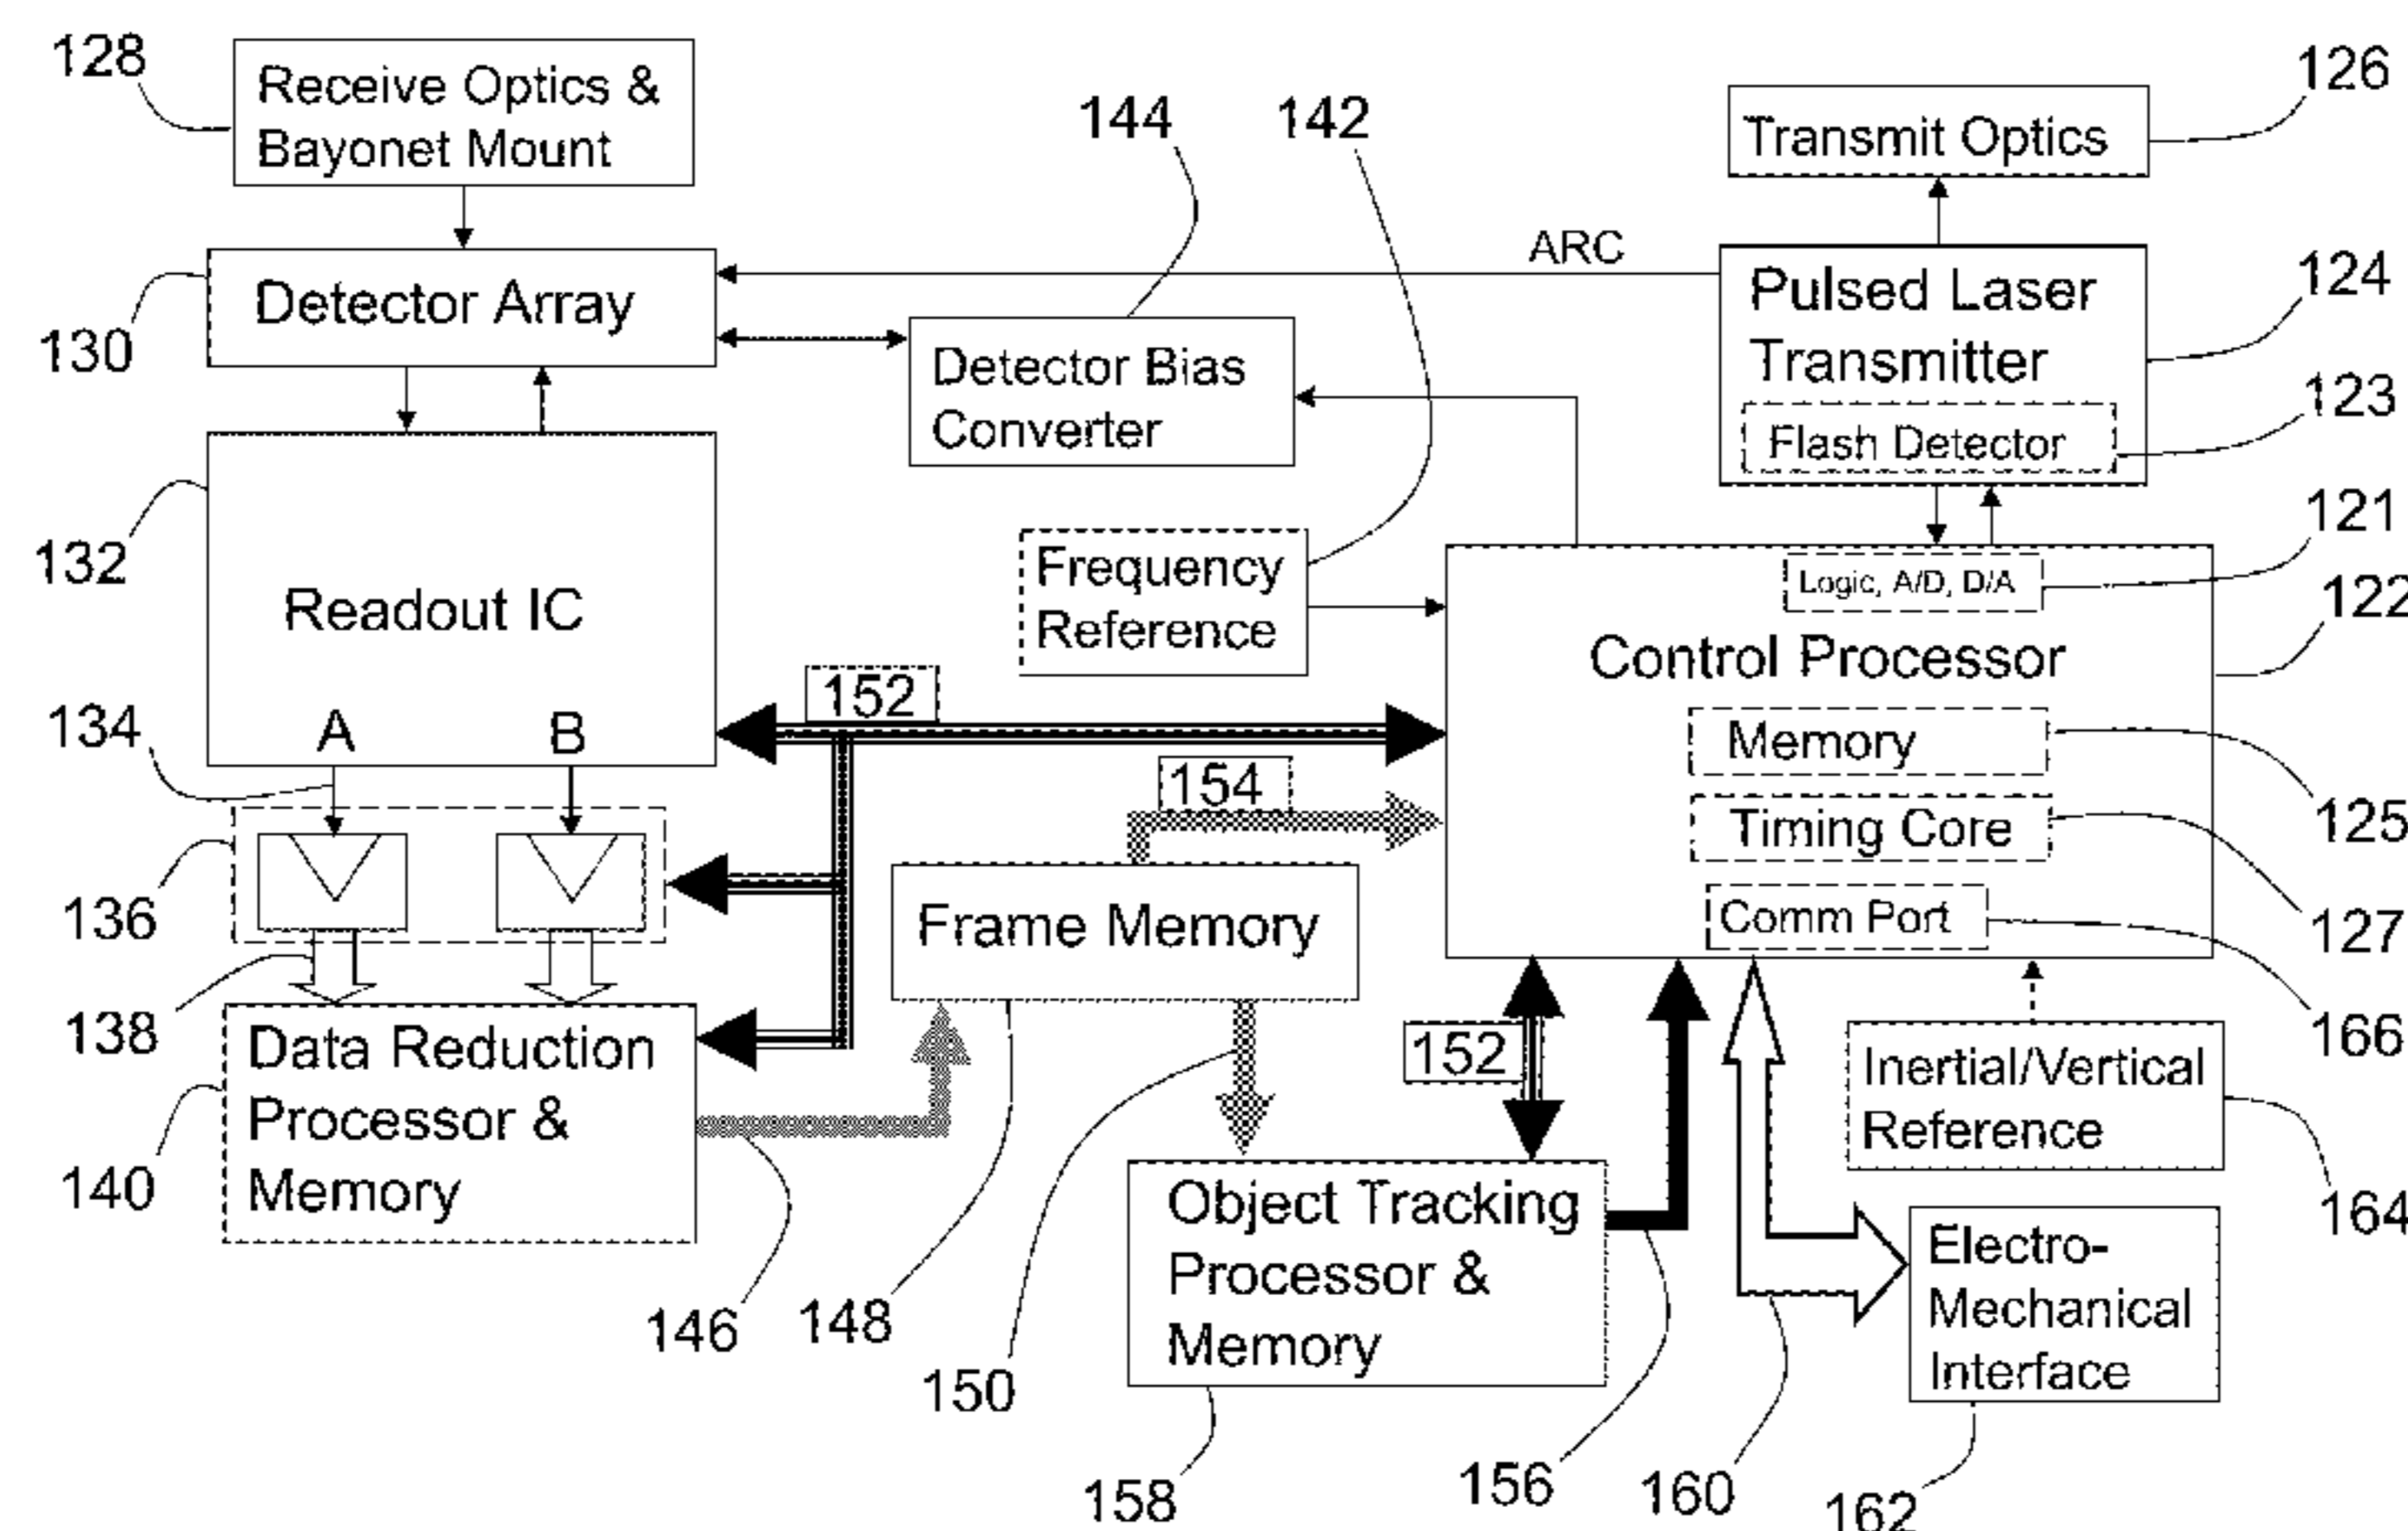 128
Receive Optics &
Bayonet Mount
144
142
126
Transmit Optics
ARC
130
Detector Array
Detector Bias
Converter
Pulsed Laser
Transmitter
124
Flash Detector
123
132
Readout IC
A
B
Frequency
Reference
Logic, A/D, D/A
121
Control Processor
122
152
134
Memory
125
154
Timing Core
127
136
Frame Memory
Comm Port
166
138
Data Reduction
Processor &
Memory
140
152
Inertial/Vertical
Reference
164
146
148
150
Object Tracking
Processor &
Memory
Electro-
Mechanical
Interface
158
156
160
162